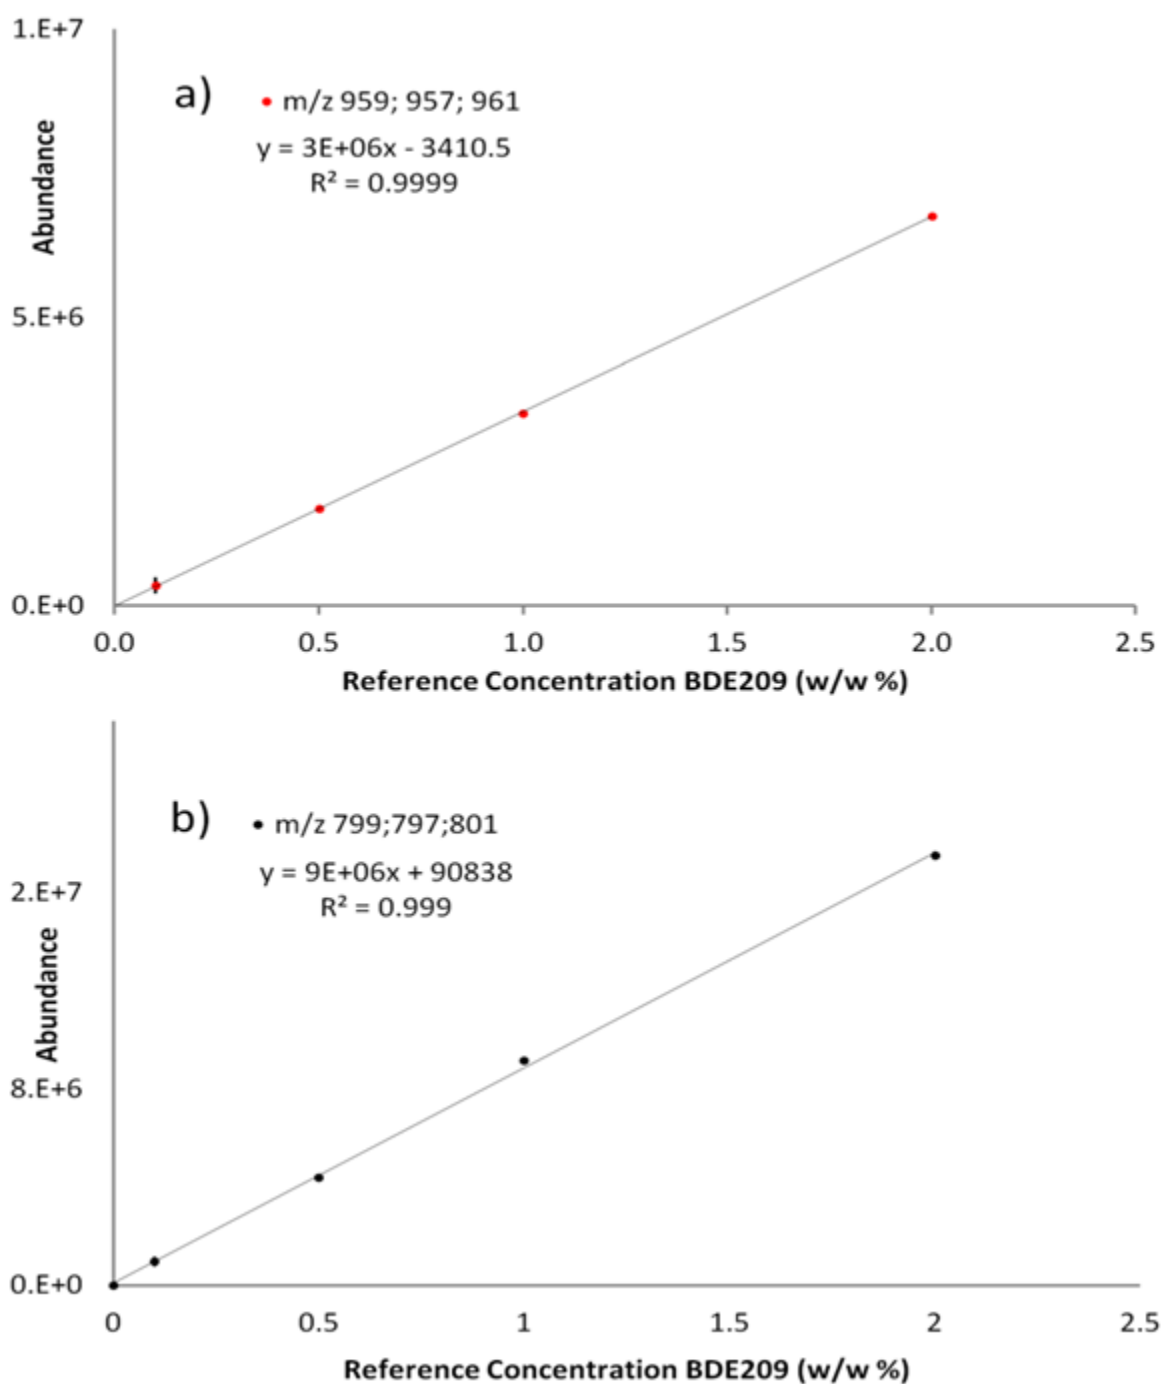 1.E+7
a)
m/z 959; 957; 961
y = 3E+06x - 3410.5
R² = 0.9999
Abundance
5.E+6
0.E+0
0.0 0.5 1.0 1.5 2.0 2.5
Reference Concentration BDE209 (w/w %)
b)
m/z 799;797;801
y = 9E+06x + 90838
R² = 0.999
2.E+7
Abundance
8.E+6
0.E+0
0 0.5 1 1.5 2 2.5
Reference Concentration BDE209 (w/w %)